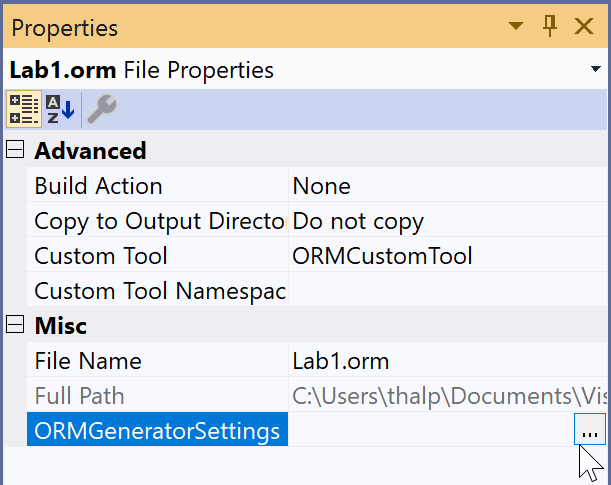 Properties
Lab1.orm File Properties
Advanced
Build Action None
Copy to Output Director Do not copy
Custom Tool ORMCustomTool
Custom Tool Namespac
Misc
File Name Lab1.orm
Full Path C:\Users\thalp\Documents\Vis
ORMGeneratorSettings ...